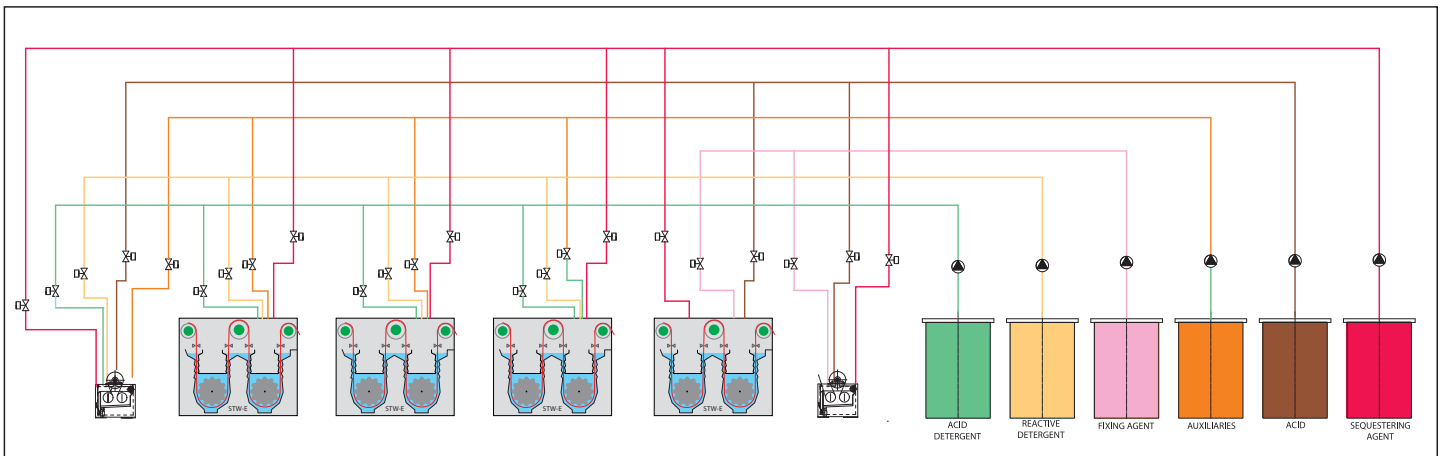 STW-E
STW-E
STW-E
STW-E
ACID
DETERGENT
REACTIVE
DETERGENT
FIXING AGENT
AUXILIARIES
ACID
SEQUESTERING
AGENT